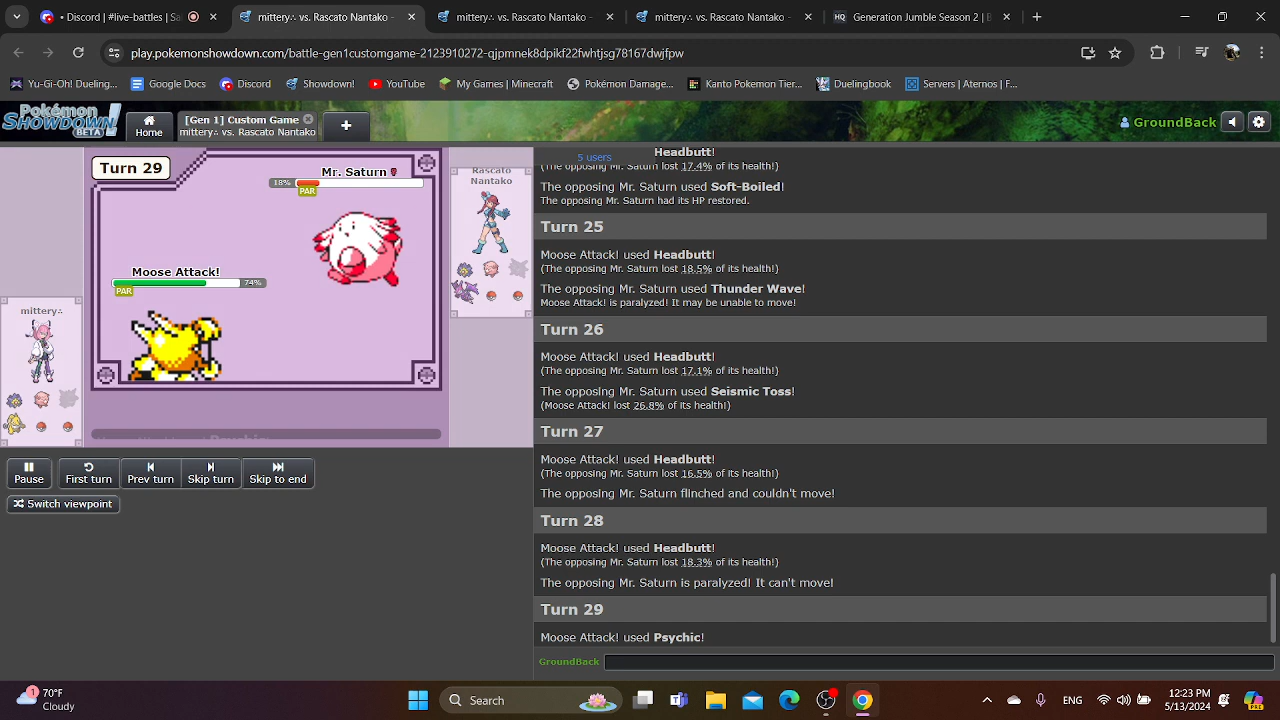 Discord | #live-battles | Sa
mittery∴ vs. Rascato Nantako -
mittery∴ vs. Rascato Nantako -
mittery∴ vs. Rascato Nantako -
HQ Generation Jumble Season 2 | B
play.pokemonshowdown.com/battle-gen1customgame-2123910272-qjpmnek8dpikf22fwhtjsg78167dwjfpw
Yu-Gi-Oh! Dueling...
Google Docs
Discord
Showdown!
YouTube
My Games | Minecraft
Pokémon Damage...
Kanto Pokemon Tier...
Duelingbook
Servers | Aternos | F...
Pokémon
Showdown!
BETA
Home
[Gen 1] Custom Game
mittery∴ vs. Rascato Nantako
GroundBack
Turn 29
Mr. Saturn
18%
PAR
Moose Attack!
74%
PAR
mittery∴
Rascato
Nantako
Pause
First turn
Prev turn
Skip turn
Skip to end
Switch viewpoint
5 users
Headbutt!
(The opposing Mr. Saturn lost 17.4% of its health!)
The opposing Mr. Saturn used Soft-Boiled!
The opposing Mr. Saturn had its HP restored.
Turn 25
Moose Attack! used Headbutt!
(The opposing Mr. Saturn lost 18.5% of its health!)
The opposing Mr. Saturn used Thunder Wave!
Moose Attack! is paralyzed! It may be unable to move!
Turn 26
Moose Attack! used Headbutt!
(The opposing Mr. Saturn lost 17.1% of its health!)
The opposing Mr. Saturn used Seismic Toss!
(Moose Attack! lost 26.8% of its health!)
Turn 27
Moose Attack! used Headbutt!
(The opposing Mr. Saturn lost 16.5% of its health!)
The opposing Mr. Saturn flinched and couldn't move!
Turn 28
Moose Attack! used Headbutt!
(The opposing Mr. Saturn lost 18.3% of its health!)
The opposing Mr. Saturn is paralyzed! It can't move!
Turn 29
Moose Attack! used Psychic!
GroundBack
1
70°F
Cloudy
Search
ENG
12:23 PM
5/13/2024
PRE